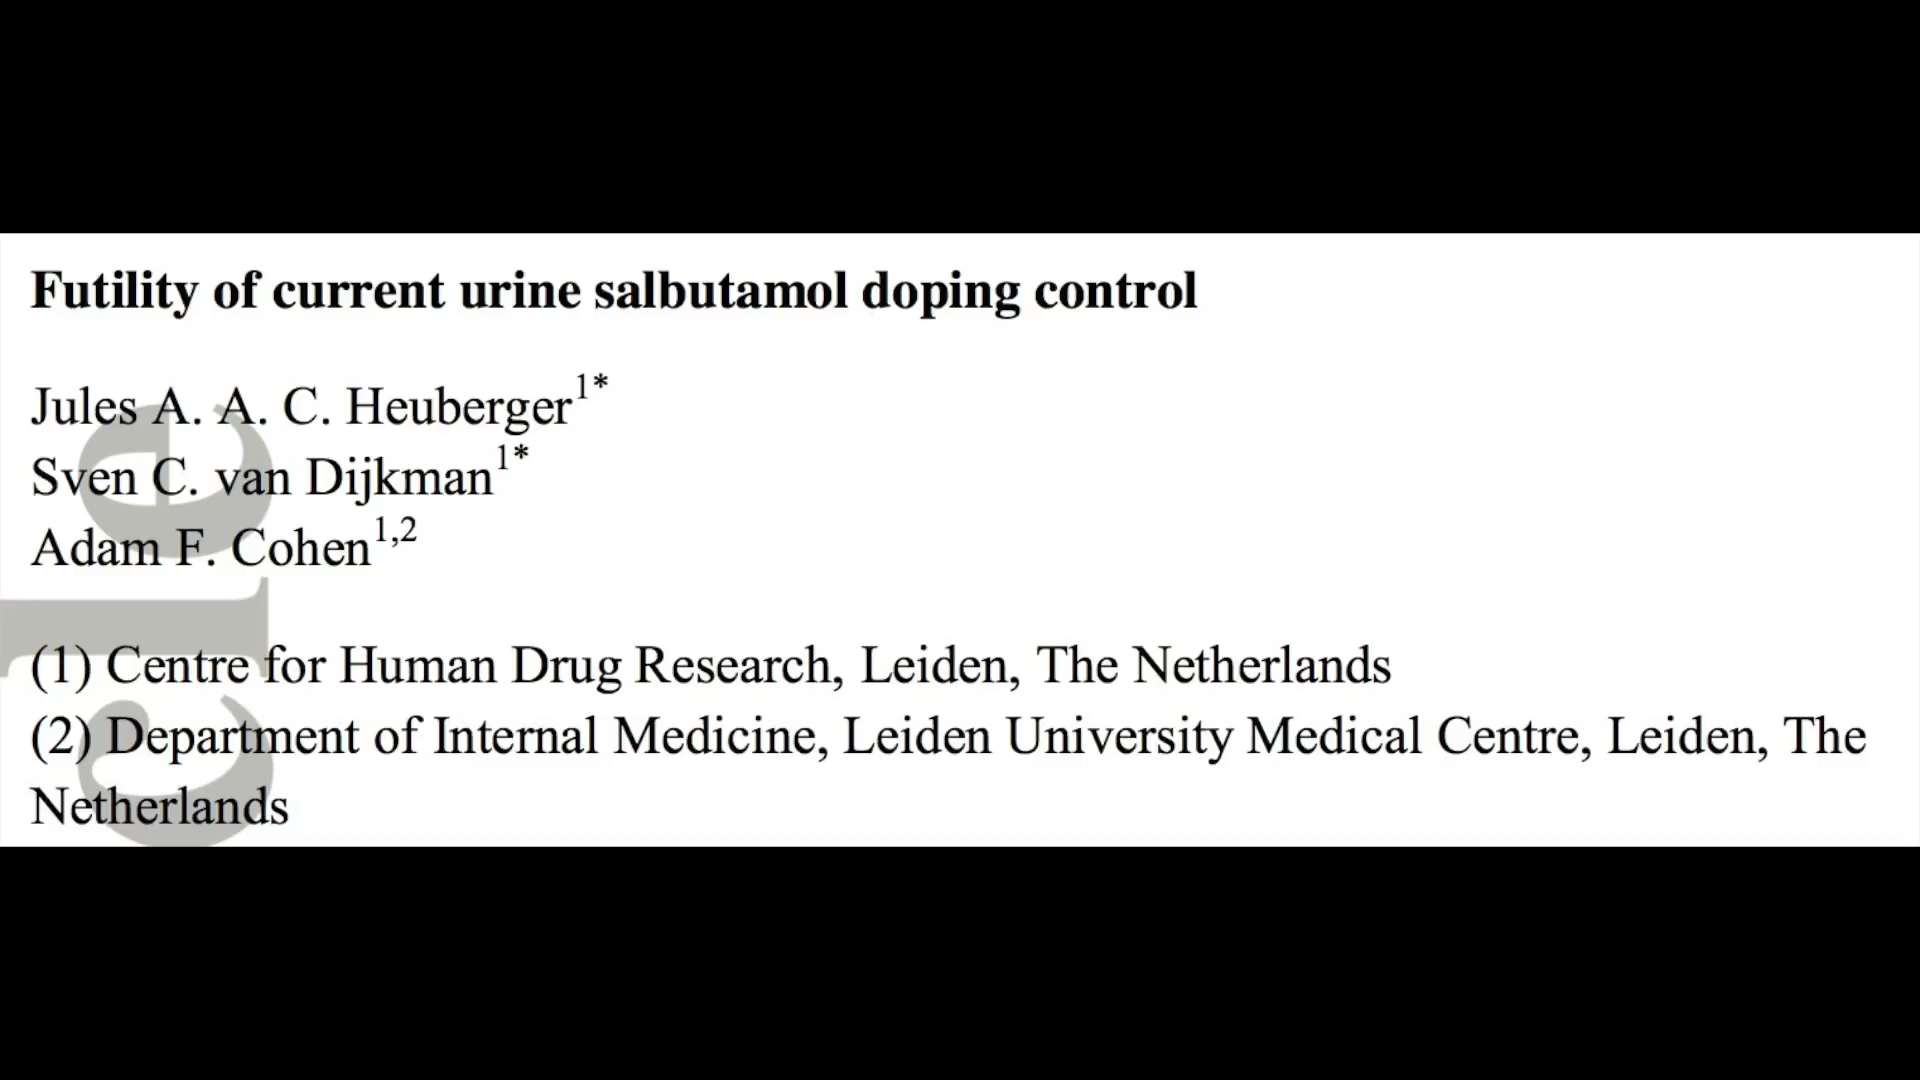 Futility of current urine salbutamol doping control
Jules A. A. C. Heuberger1*
Sven C. van Dijkman1*
Adam F. Cohen1,2
(1) Centre for Human Drug Research, Leiden, The Netherlands
(2) Department of Internal Medicine, Leiden University Medical Centre, Leiden, The
Netherlands
cle